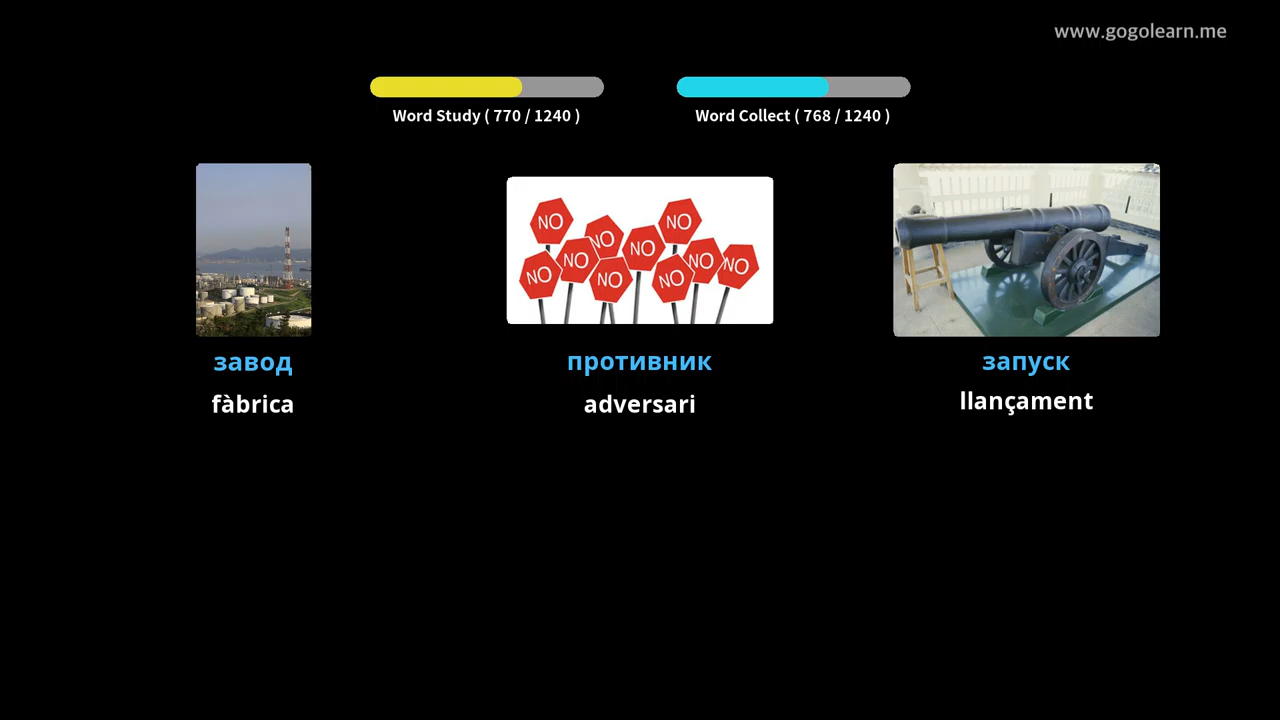 www.gogolearn.me
Word Study ( 770 / 1240 )
Word Collect ( 768 / 1240 )
NO
NO
NO
NO
NO
NO
NO
NO
NO
NO
завод
противник
запуск
fàbrica
adversari
llançament